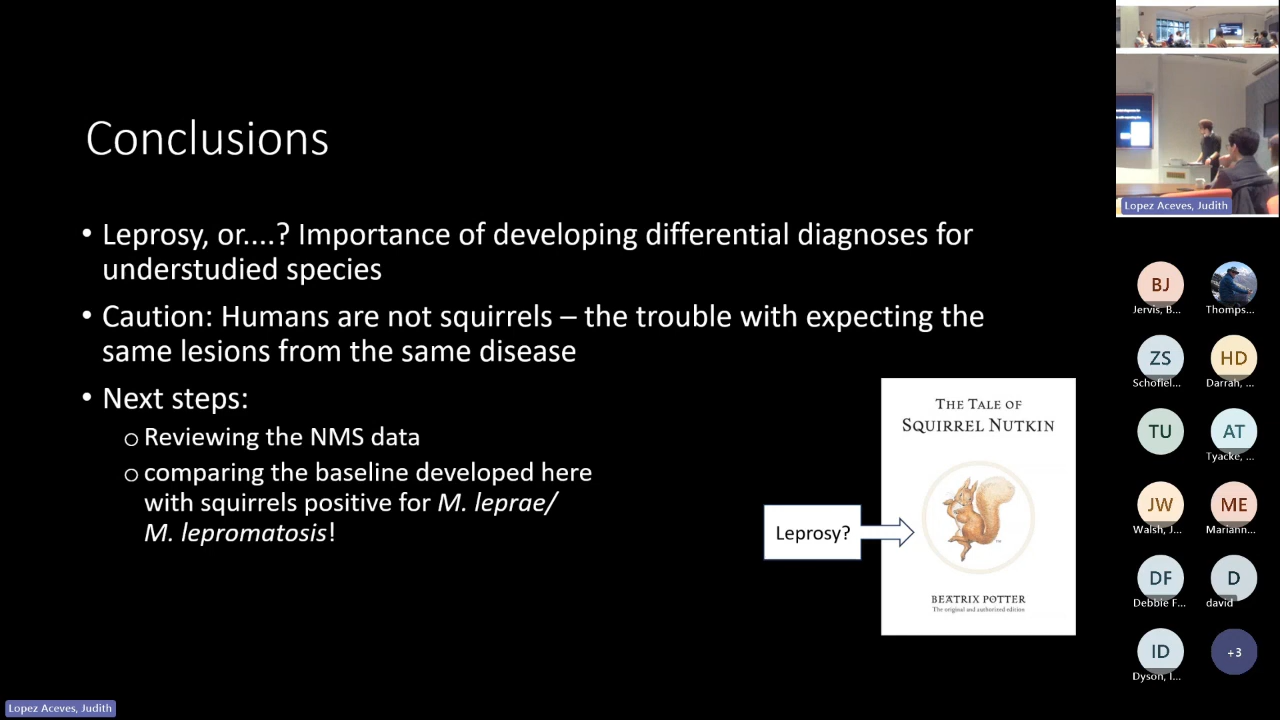 Conclusions
• Leprosy, or....? Importance of developing differential diagnoses for
understudied species
• Caution: Humans are not squirrels – the trouble with expecting the
same lesions from the same disease
• Next steps:
o Reviewing the NMS data
o comparing the baseline developed here
with squirrels positive for M. leprae/
M. lepromatosis!
Leprosy?
THE TALE OF
SQUIRREL NUTKIN
BEATRIX POTTER
The original and authorized edition
Lopez Aceves, Judith
BJ
Jervis, B...
Thomps...
ZS
Schofiel...
HD
Darrah, ...
TU
AT
Tyacke, ...
JW
Walsh, J...
ME
Mariann...
DF
Debbie F...
D
david
ID
Dyson, I...
+3
Lopez Aceves, Judith